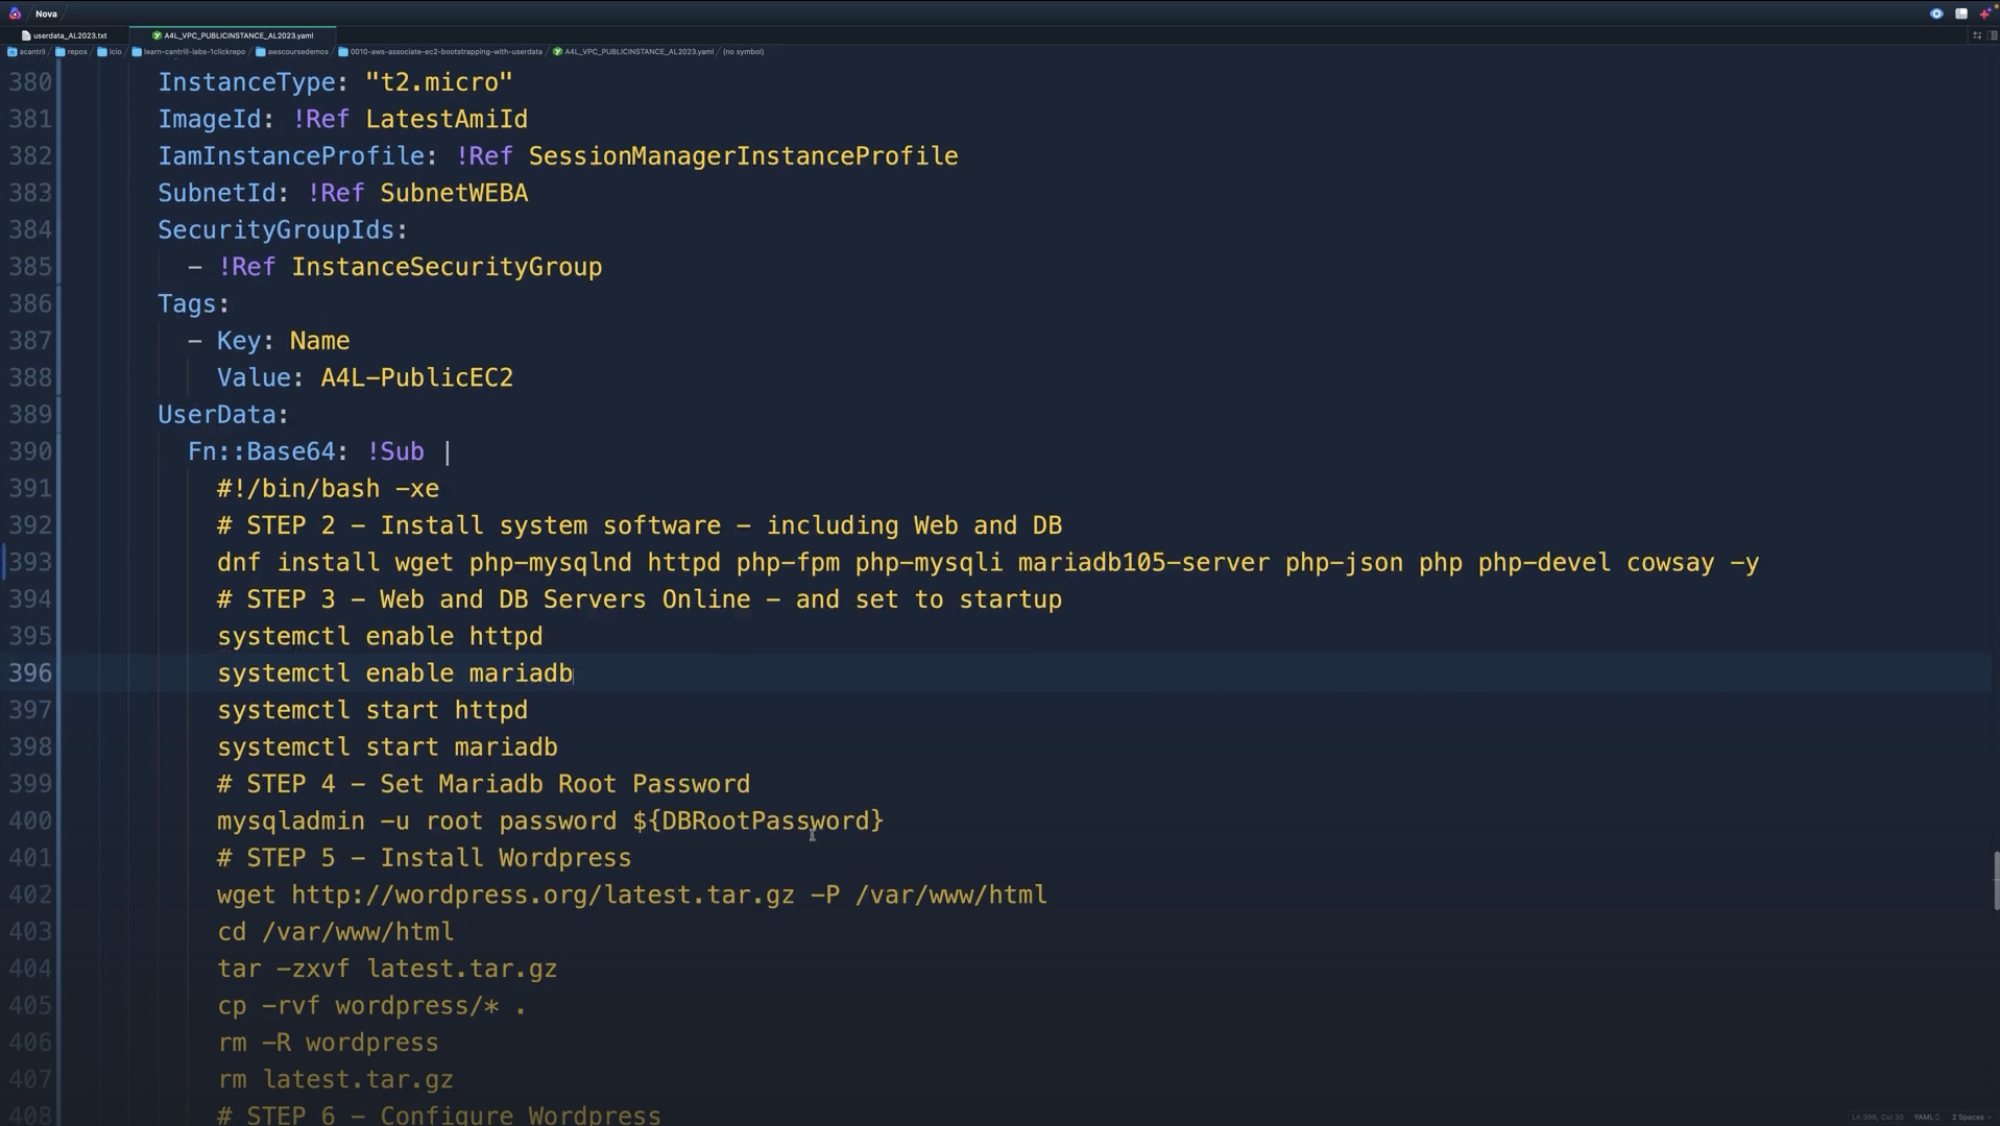 Nova
userdata_AL2023.txt
A4L_VPC_PUBLICINSTANCE_AL2023.yaml
acantril / repos / lcio / learn-cantrill-labs-1clickrepo / awscoursedemos / 0010-aws-associate-ec2-bootstrapping-with-userdata / A4L_VPC_PUBLICINSTANCE_AL2023.yaml / (no symbol)
380 InstanceType: "t2.micro"
381 ImageId: !Ref LatestAmiId
382 IamInstanceProfile: !Ref SessionManagerInstanceProfile
383 SubnetId: !Ref SubnetWEBA
384 SecurityGroupIds:
385 - !Ref InstanceSecurityGroup
386 Tags:
387 - Key: Name
388 Value: A4L-PublicEC2
389 UserData:
390 Fn::Base64: !Sub |
391 #!/bin/bash -xe
392 # STEP 2 - Install system software - including Web and DB
393 dnf install wget php-mysqlnd httpd php-fpm php-mysqli mariadb105-server php-json php php-devel cowsay -y
394 # STEP 3 - Web and DB Servers Online - and set to startup
395 systemctl enable httpd
396 systemctl enable mariadb
397 systemctl start httpd
398 systemctl start mariadb
399 # STEP 4 - Set Mariadb Root Password
400 mysqladmin -u root password ${DBRootPassword}
401 # STEP 5 - Install Wordpress
402 wget http://wordpress.org/latest.tar.gz -P /var/www/html
403 cd /var/www/html
404 tar -zxvf latest.tar.gz
405 cp -rvf wordpress/* .
406 rm -R wordpress
407 rm latest.tar.gz
408 # STEP 6 - Configure Wordpress
Ln 396, Col 35 YAML 2 Spaces